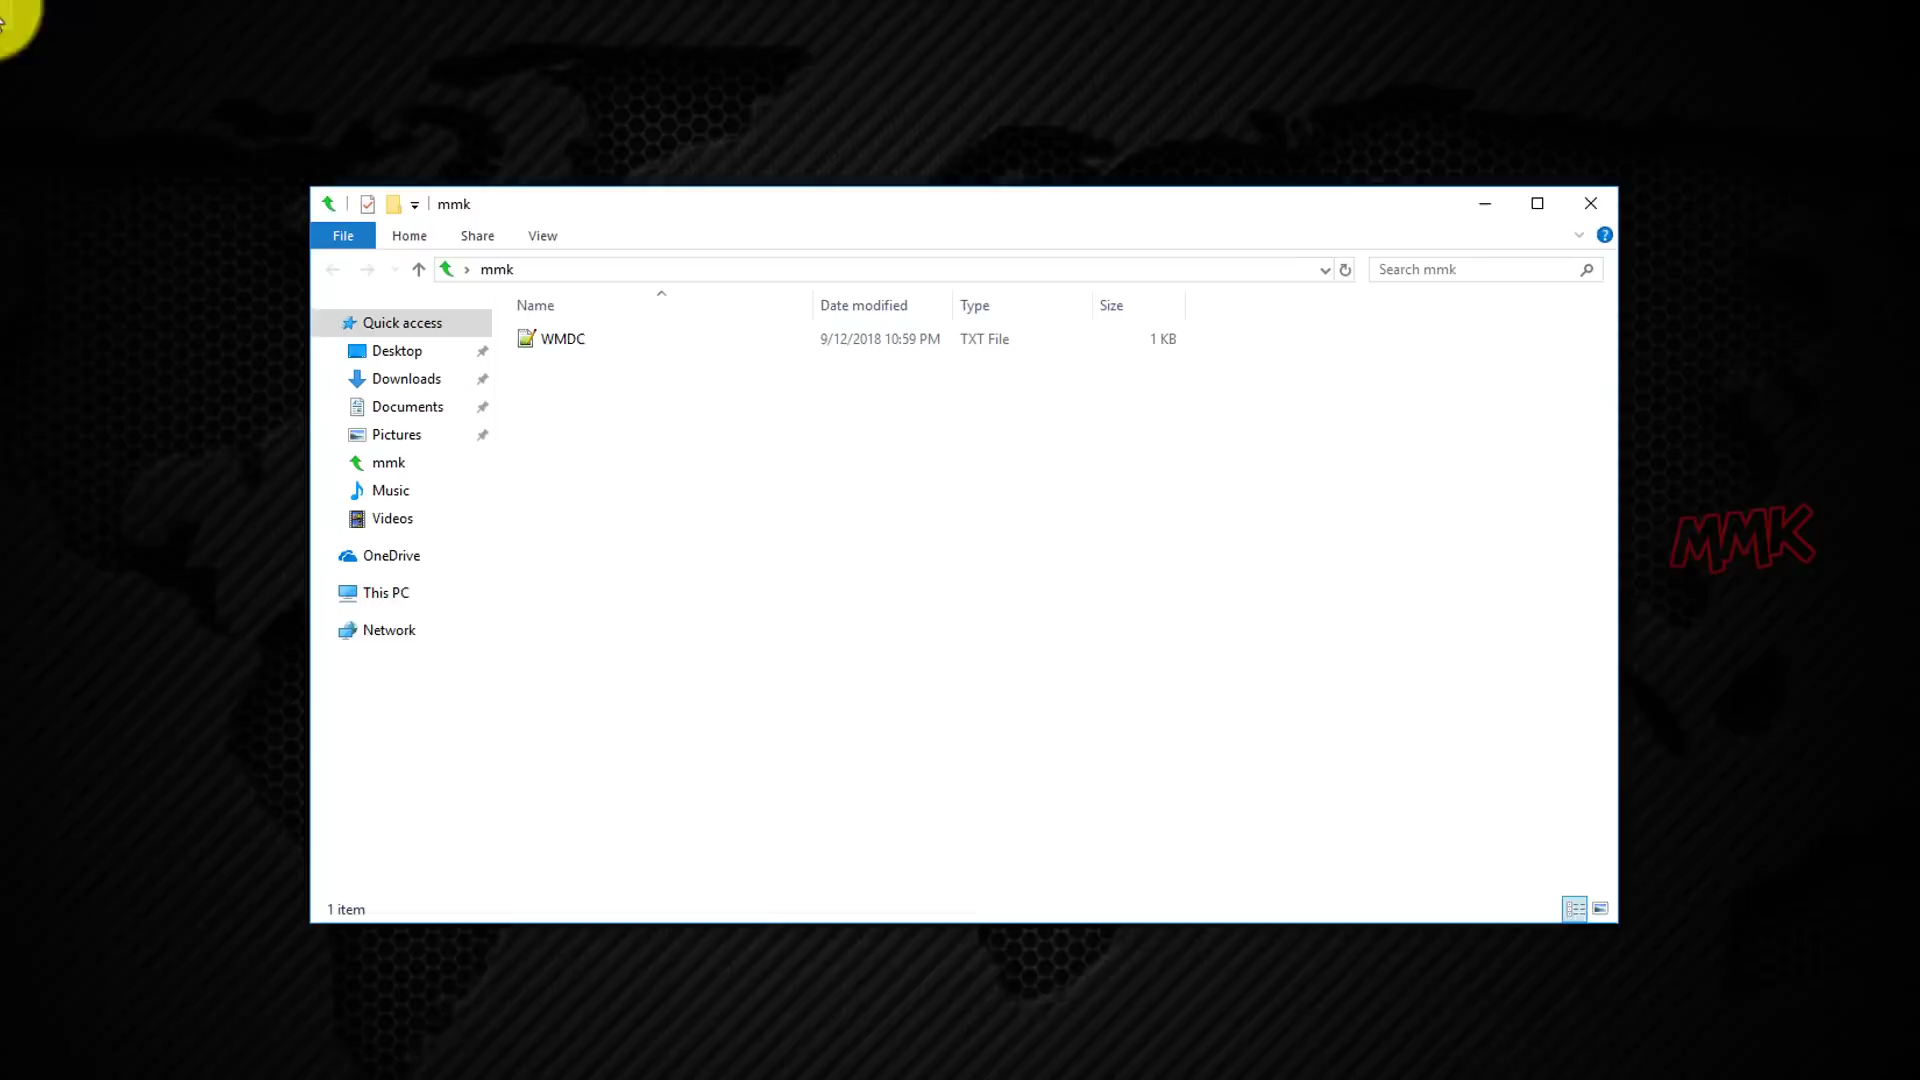 mmk
File Home Share View
mmk Search mmk
Name Date modified Type Size
Quick access
WMDC 9/12/2018 10:59 PM TXT File 1 KB
Desktop
Downloads
Documents
Pictures
mmk
Music
Videos
OneDrive
This PC
Network
MMK
1 item